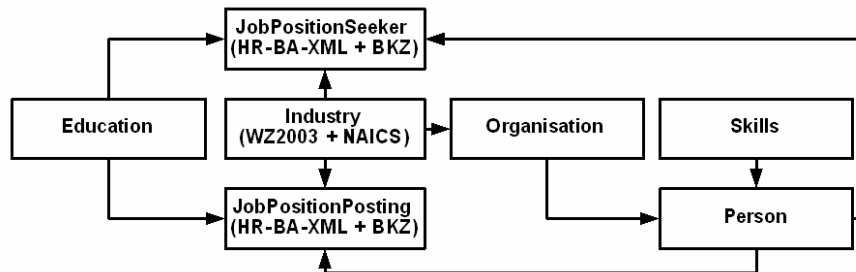 JobPositionSeeker
(HR-BA-XML + BKZ)
Education
Industry
(WZ2003 + NAICS)
Organisation
Skills
JobPositionPosting
(HR-BA-XML + BKZ)
Person